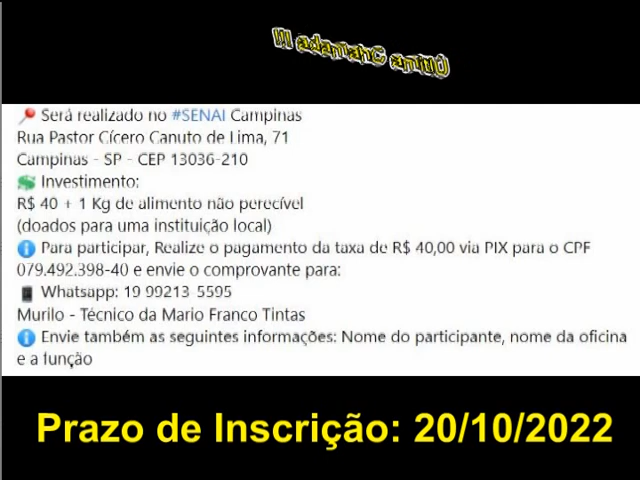 Última Chamada !!!
📍 Será realizado no #SENAI Campinas
Rua Pastor Cícero Canuto de Lima, 71
Campinas - SP - CEP 13036-210
💲 Investimento:
R$ 40 + 1 Kg de alimento não perecível
(doados para uma instituição local)
ℹ️ Para participar, Realize o pagamento da taxa de R$ 40,00 via PIX para o CPF
079.492.398-40 e envie o comprovante para:
📱 Whatsapp: 19 99213-5595
Murilo - Técnico da Mario Franco Tintas
ℹ️ Envie também as seguintes informações: Nome do participante, nome da oficina
e a função
Prazo de Inscrição: 20/10/2022